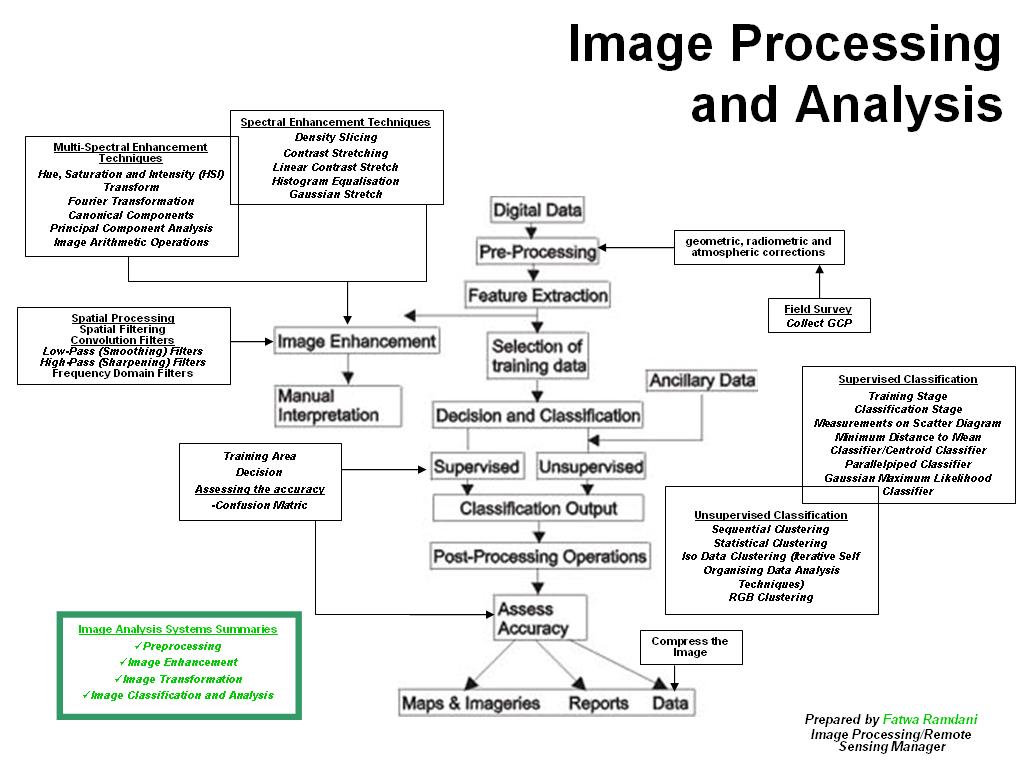 Image Processing
and Analysis
Spectral Enhancement Techniques
Density Slicing
Contrast Stretching
Linear Contrast Stretch
Histogram Equalisation
Gaussian Stretch
Multi-Spectral Enhancement
Techniques
Hue, Saturation and Intensity (HSI)
Transform
Fourier Transformation
Canonical Components
Principal Component Analysis
Image Arithmetic Operations
Digital Data
Pre-Processing
geometric, radiometric and
atmospheric corrections
Feature Extraction
Field Survey
Collect GCP
Spatial Processing
Spatial Filtering
Convolution Filters
Low-Pass (Smoothing) Filters
High-Pass (Sharpening) Filters
Frequency Domain Filters
Image Enhancement
Selection of
training data
Manual
Interpretation
Ancillary Data
Decision and Classification
Supervised Classification
Training Stage
Classification Stage
Measurements on Scatter Diagram
Minimum Distance to Mean
Classifier/Centroid Classifier
Parallelpiped Classifier
Gaussian Maximum Likelihood
Classifier
Training Area
Decision
Assessing the accuracy
-Confusion Matric
Supervised
Unsupervised
Classification Output
Unsupervised Classification
Sequential Clustering
Statistical Clustering
Iso Data Clustering (Iterative Self
Organising Data Analysis
Techniques)
RGB Clustering
Post-Processing Operations
Assess
Accuracy
Image Analysis Systems Summaries
✓Preprocessing
✓Image Enhancement
✓Image Transformation
✓Image Classification and Analysis
Compress the
Image
Maps & Imageries Reports Data
Prepared by Fatwa Ramdani
Image Processing/Remote
Sensing Manager